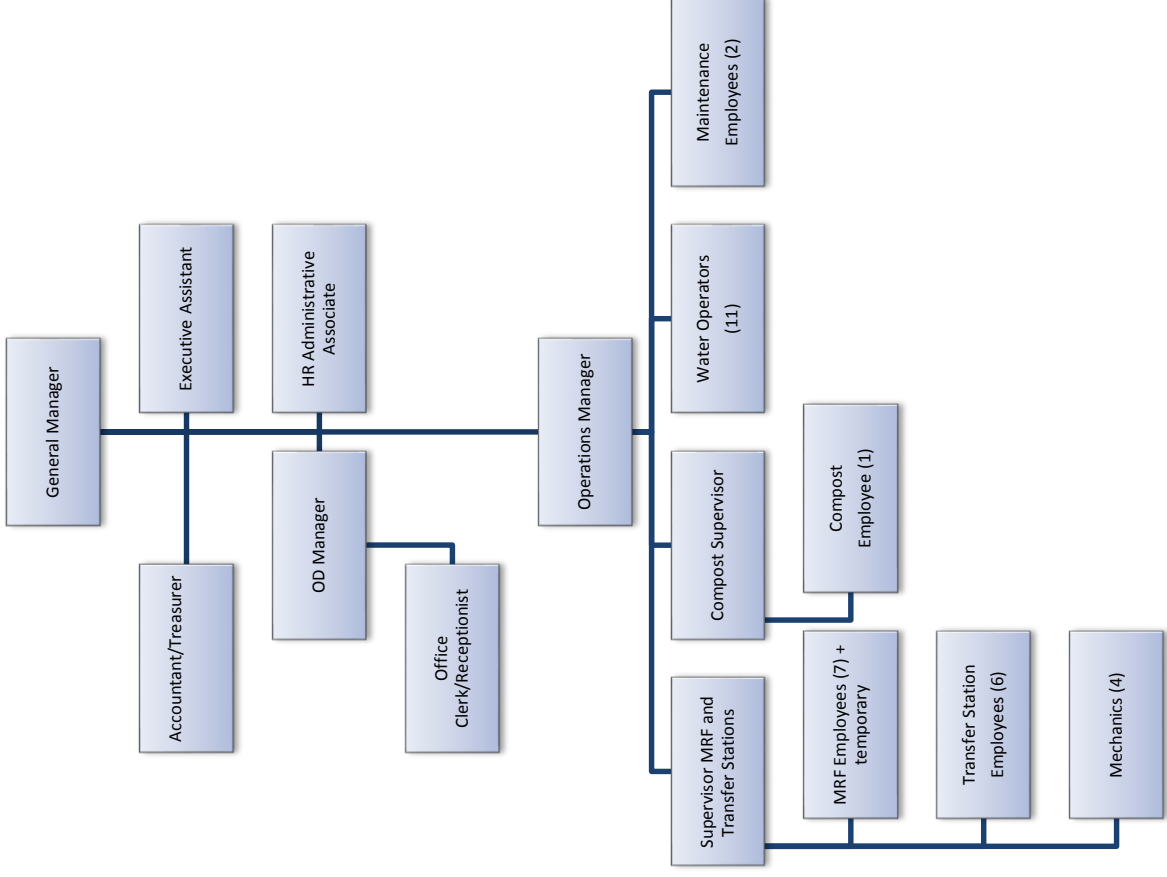 General Manager
Accountant/Treasurer
Executive Assistant
OD Manager
HR Administrative
Associate
Office
Clerk/Receptionist
Operations Manager
Supervisor MRF and
Transfer Stations
Compost Supervisor
Water Operators
(11)
Maintenance
Employees (2)
MRF Employees (7) +
temporary
Compost
Employee (1)
Transfer Station
Employees (6)
Mechanics (4)